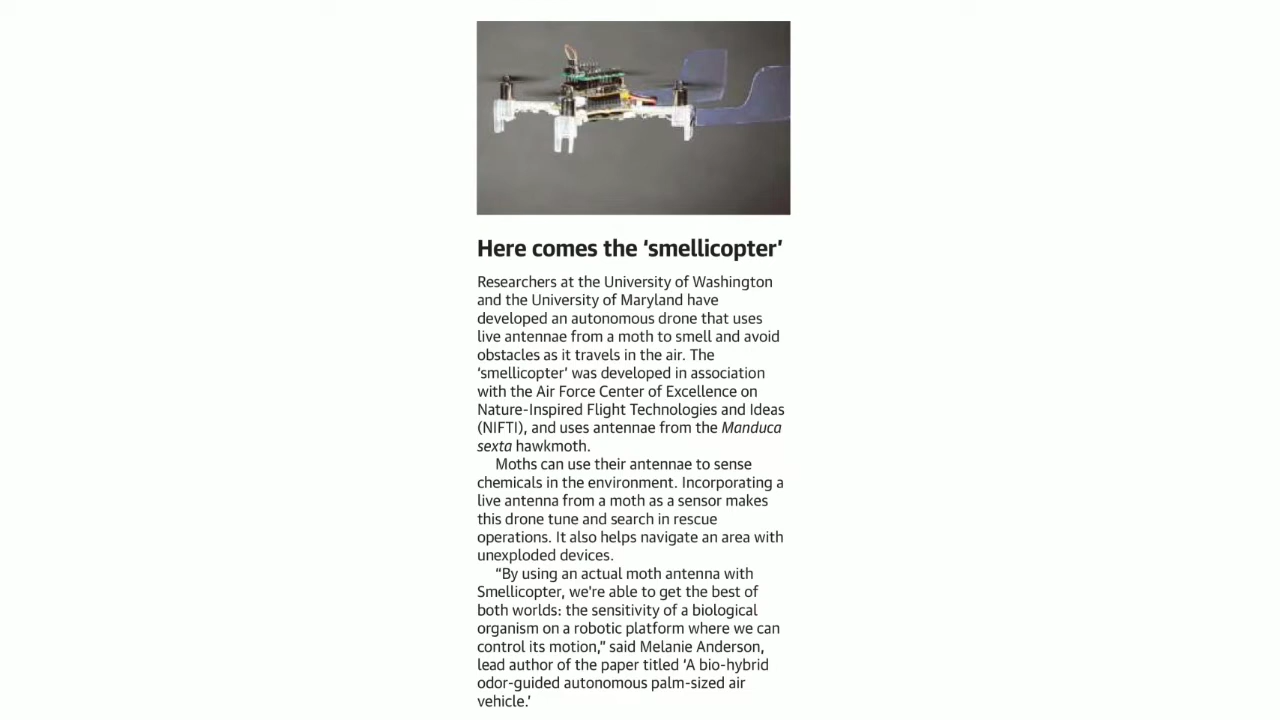 Here comes the ‘smellicopter’
Researchers at the University of Washington
and the University of Maryland have
developed an autonomous drone that uses
live antennae from a moth to smell and avoid
obstacles as it travels in the air. The
‘smellicopter’ was developed in association
with the Air Force Center of Excellence on
Nature-Inspired Flight Technologies and Ideas
(NIFTI), and uses antennae from the Manduca
sexta hawkmoth.
Moths can use their antennae to sense
chemicals in the environment. Incorporating a
live antenna from a moth as a sensor makes
this drone tune and search in rescue
operations. It also helps navigate an area with
unexploded devices.
“By using an actual moth antenna with
Smellicopter, we're able to get the best of
both worlds: the sensitivity of a biological
organism on a robotic platform where we can
control its motion,” said Melanie Anderson,
lead author of the paper titled ‘A bio-hybrid
odor-guided autonomous palm-sized air
vehicle.’